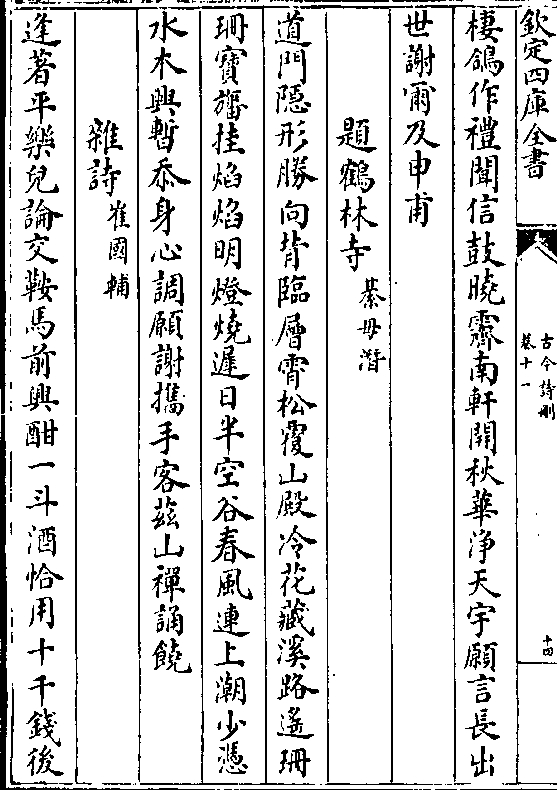 欽定四庫全書
古今詩刪
卷十一
十四
棲鴿作禮聞信鼓曉霽南軒開秋華浄天宇願言長出
世謝爾及申甫
題鶴林寺 綦毋潛
道門隱形勝向背臨層霄松覆山殿冷花藏溪路遙珊
珊寶旛挂焰焰明燈燒遲日半空谷春風連上潮少憑
水木興暫忝身心調願謝攜手客茲山禪誦饒
雜詩 崔國輔
逢著平樂兒論交鞍馬前與酣一斗酒恰用十千錢後